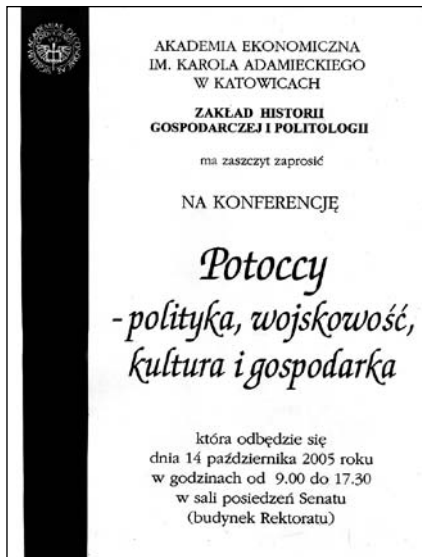 AKADEMIA EKONOMICZNA
IM. KAROLA ADAMIECKIEGO
W KATOWICACH
ZAKŁAD HISTORII
GOSPODARCZEJ I POLITOLOGII
ma zaszczyt zaprosić
NA KONFERENCJĘ
Potoccy
- polityka, wojskowość,
kultura i gospodarka
która odbędzie się
dnia 14 października 2005 roku
w godzinach od 9.00 do 17.30
w sali posiedzeń Senatu
(budynek Rektoratu)